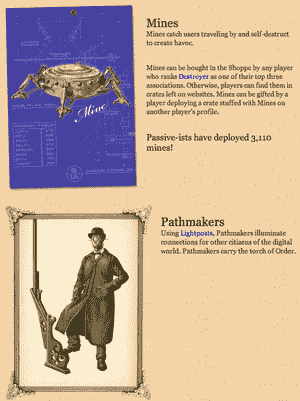 Mines
Mines catch users traveling by and self-destruct
to create havoc.
Mines can be bought in the Shoppe by any player
who ranks Destroyer as one of their top three
associations. Otherwise, players can find them in
crates left on websites. Mines can be gifted by a
player deploying a crate stuffed with Mines on
another player's profile.
Mine
Passive-ists have deployed 3,110
mines!
Pathmakers
Using Lightposts, Pathmakers illuminate
connections for other citizens of the digital
world. Pathmakers carry the torch of Order.